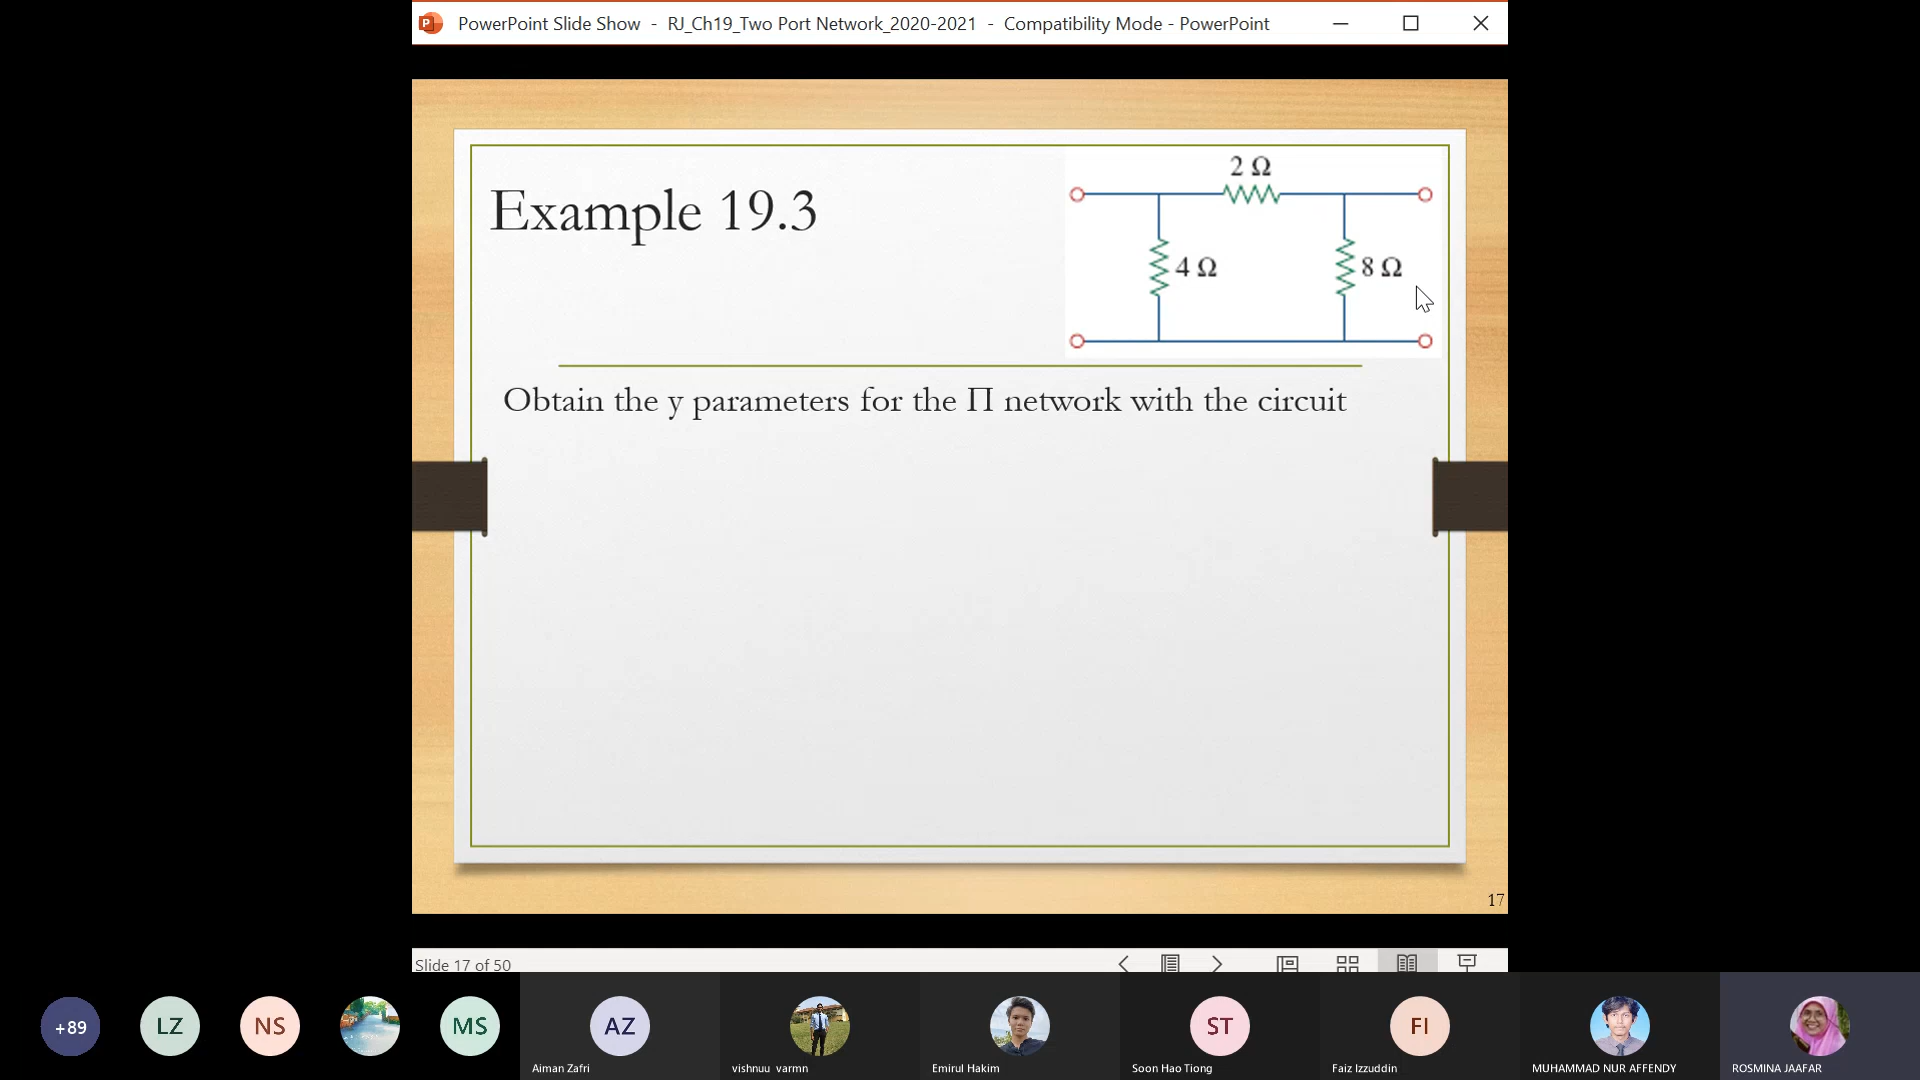 PowerPoint Slide Show - RJ_Ch19_Two Port Network_2020-2021 - Compatibility Mode - PowerPoint
Example 19.3
2 Ω
4 Ω
8 Ω
Obtain the y parameters for the Π network with the circuit
17
Slide 17 of 50
+89
LZ
NS
MS
AZ
ST
FI
Aiman Zafri
vishnuu varmn
Emirul Hakim
Soon Hao Tiong
Faiz Izzuddin
MUHAMMAD NUR AFFENDY
ROSMINA JAAFAR